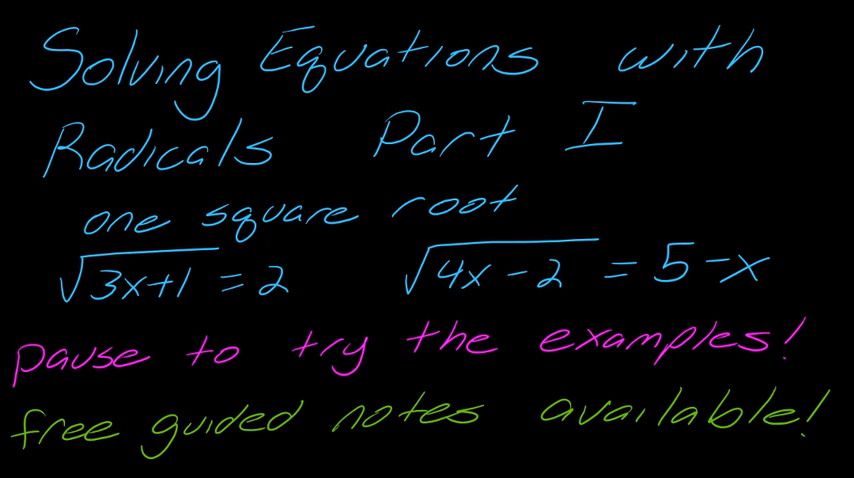 Solving Equations with
Radicals Part I
one square root
√3x+1 = 2 √4x-2 = 5-x
pause to try the examples!
free guided notes available!